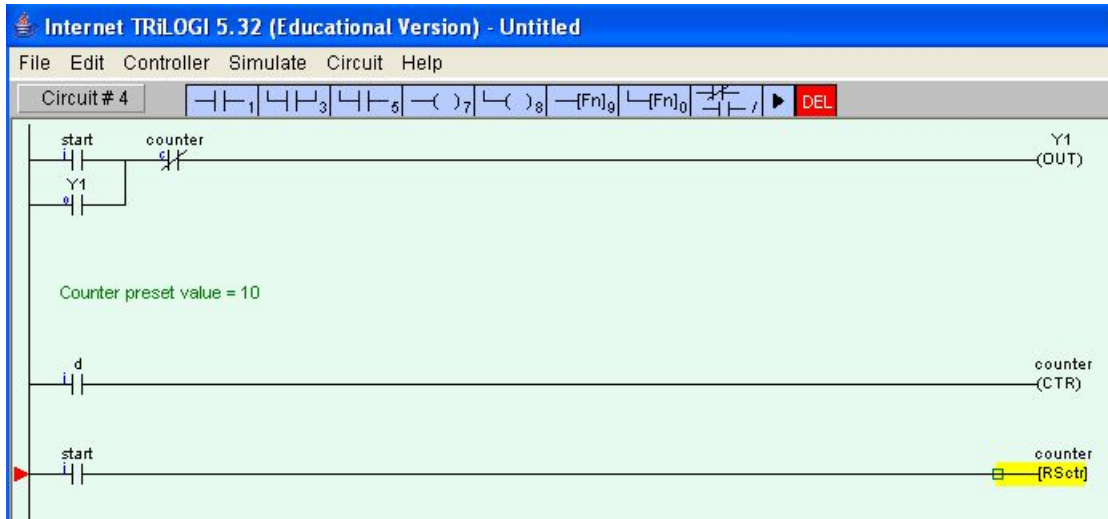 Internet TRiLOGI 5.32 (Educational Version) - Untitled
File Edit Controller Simulate Circuit Help
Circuit # 4 1 3 5 ( )7 ( )8 [Fn]9 [Fn]0 / DEL
start counter Y1
i c (OUT)
Y1
o
Counter preset value = 10
d counter
i (CTR)
start counter
i [RSctr]